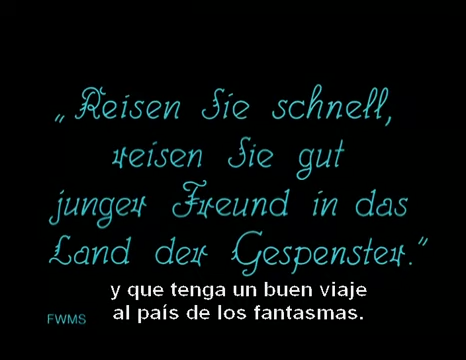 „Reisen Sie schnell,
reisen Sie gut
junger Freund in das
Land der Gespenster.“
y que tenga un buen viaje
al país de los fantasmas.
FWMS